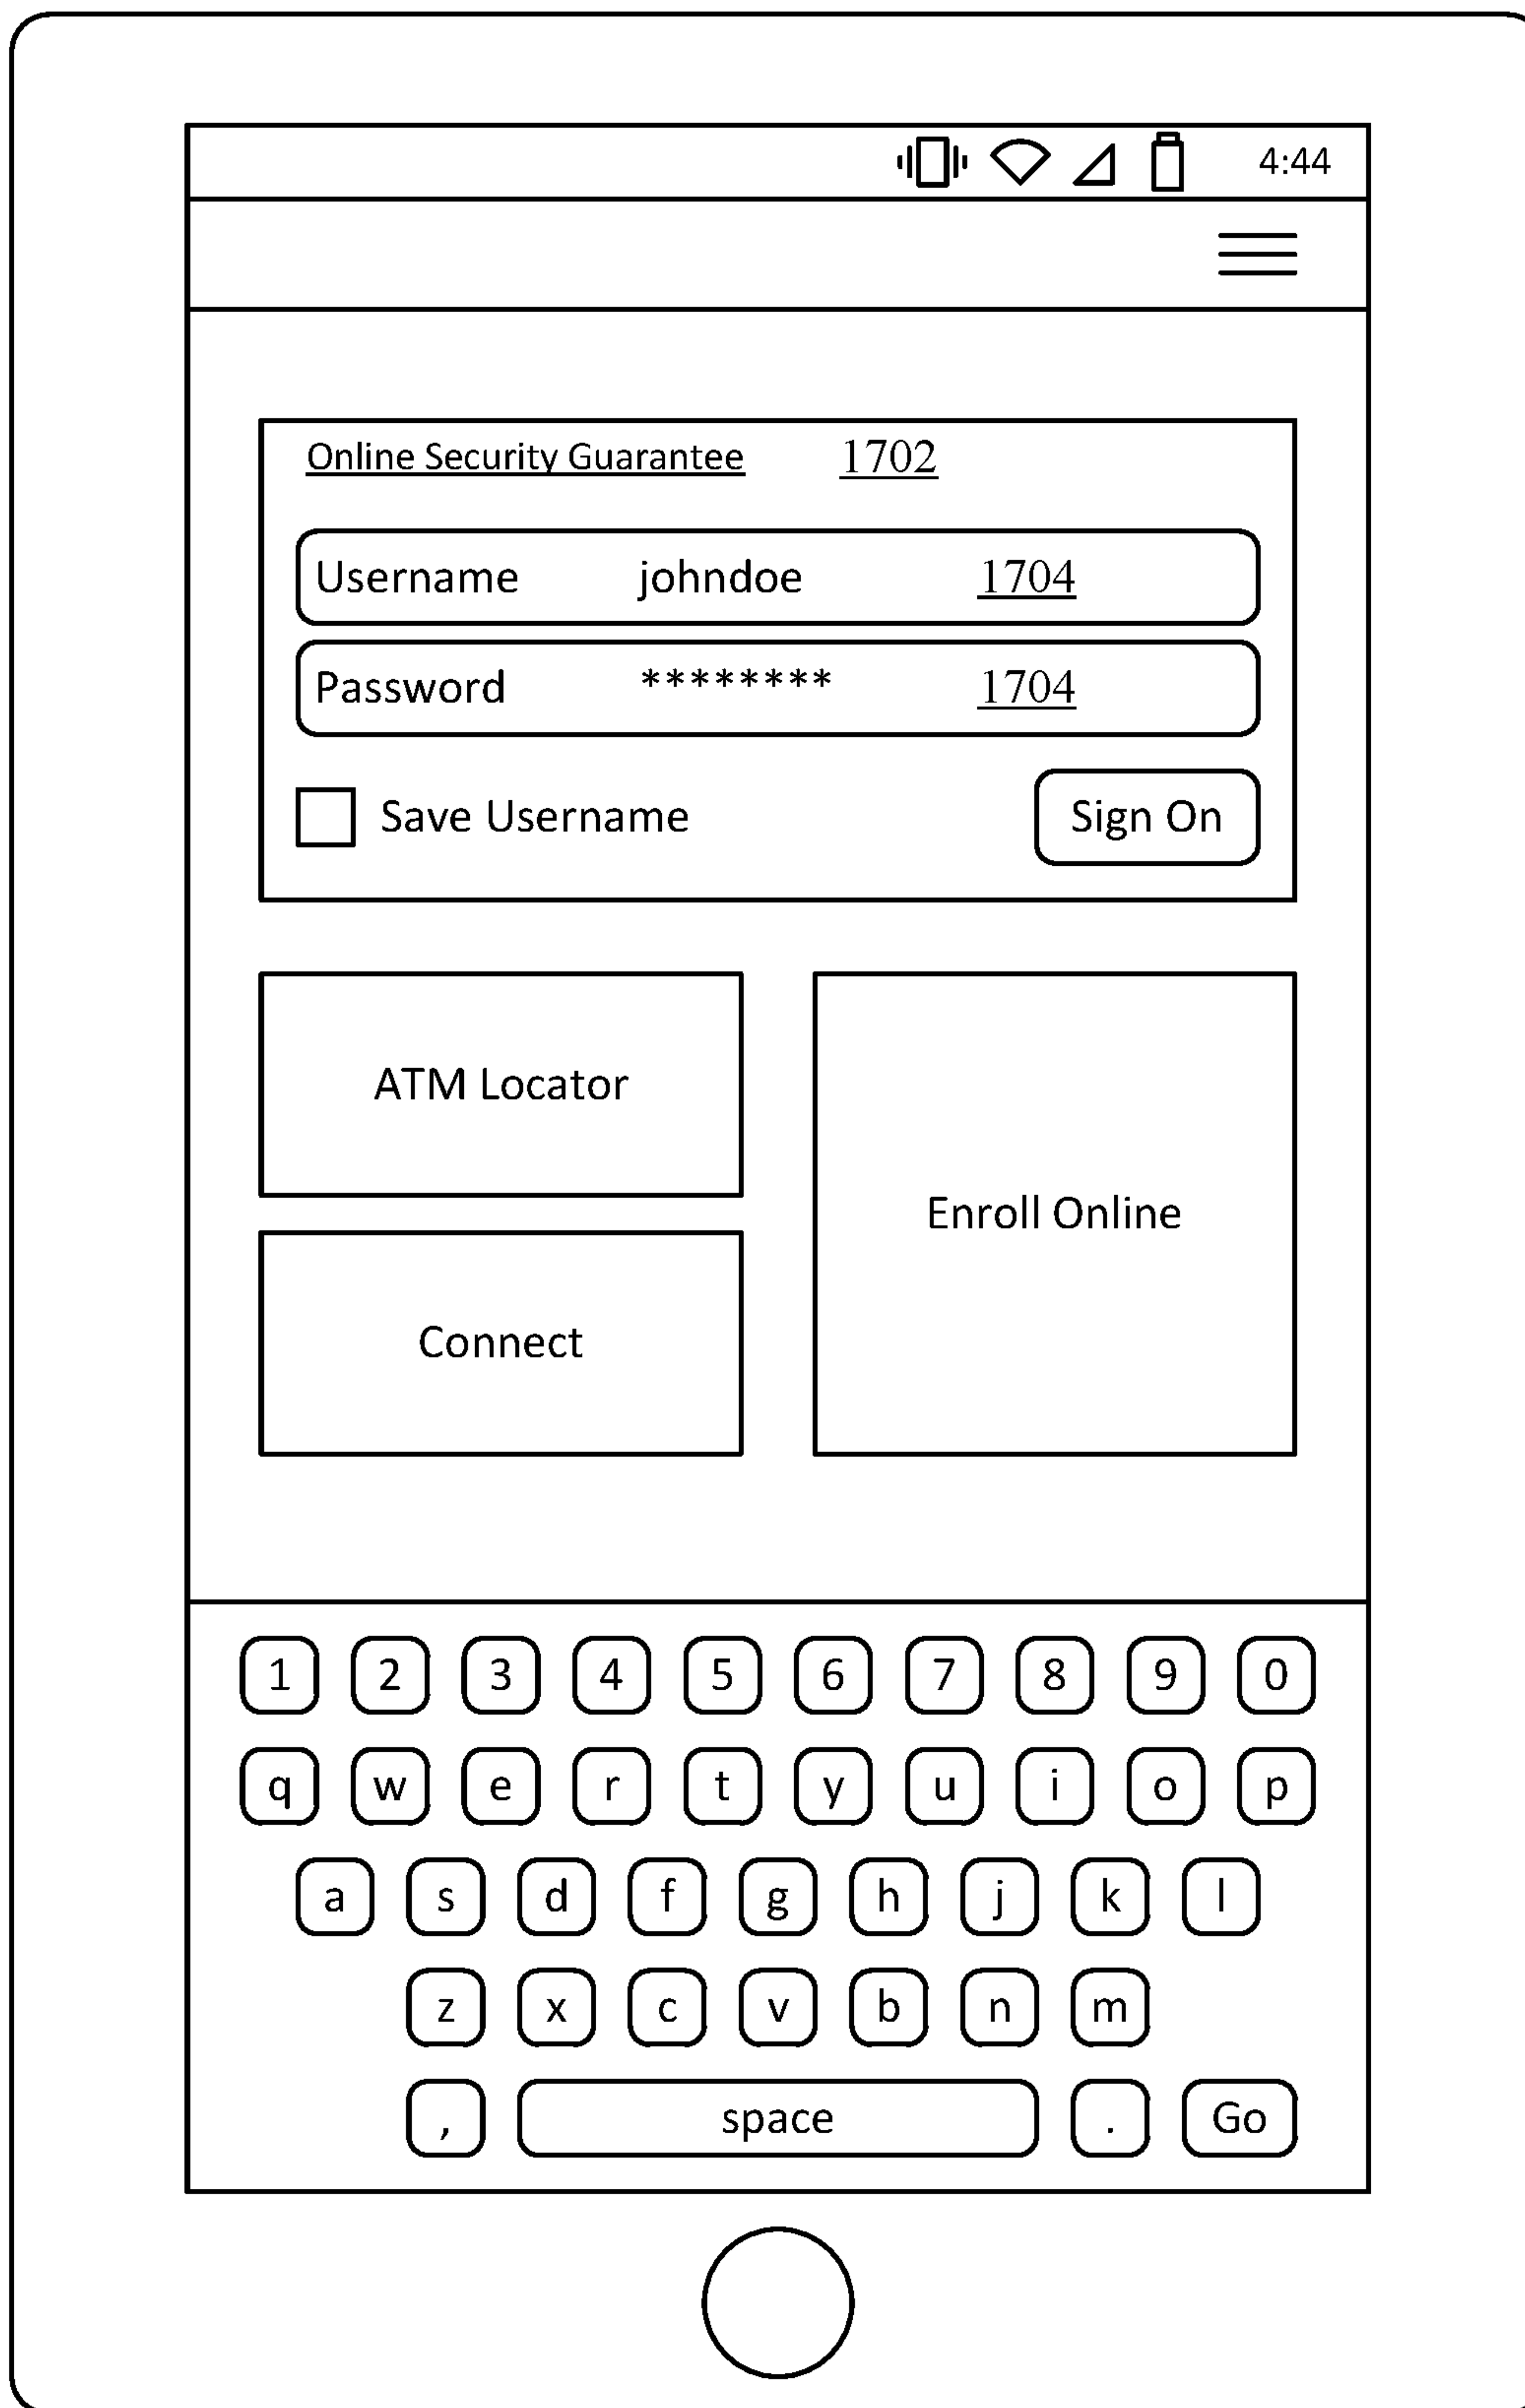 4:44
Online Security Guarantee 1702
Username johndoe 1704
Password ******** 1704
Save Username Sign On
ATM Locator
Enroll Online
Connect
1 2 3 4 5 6 7 8 9 0
q w e r t y u i o p
a s d f g h j k l
z x c v b n m
, space . Go